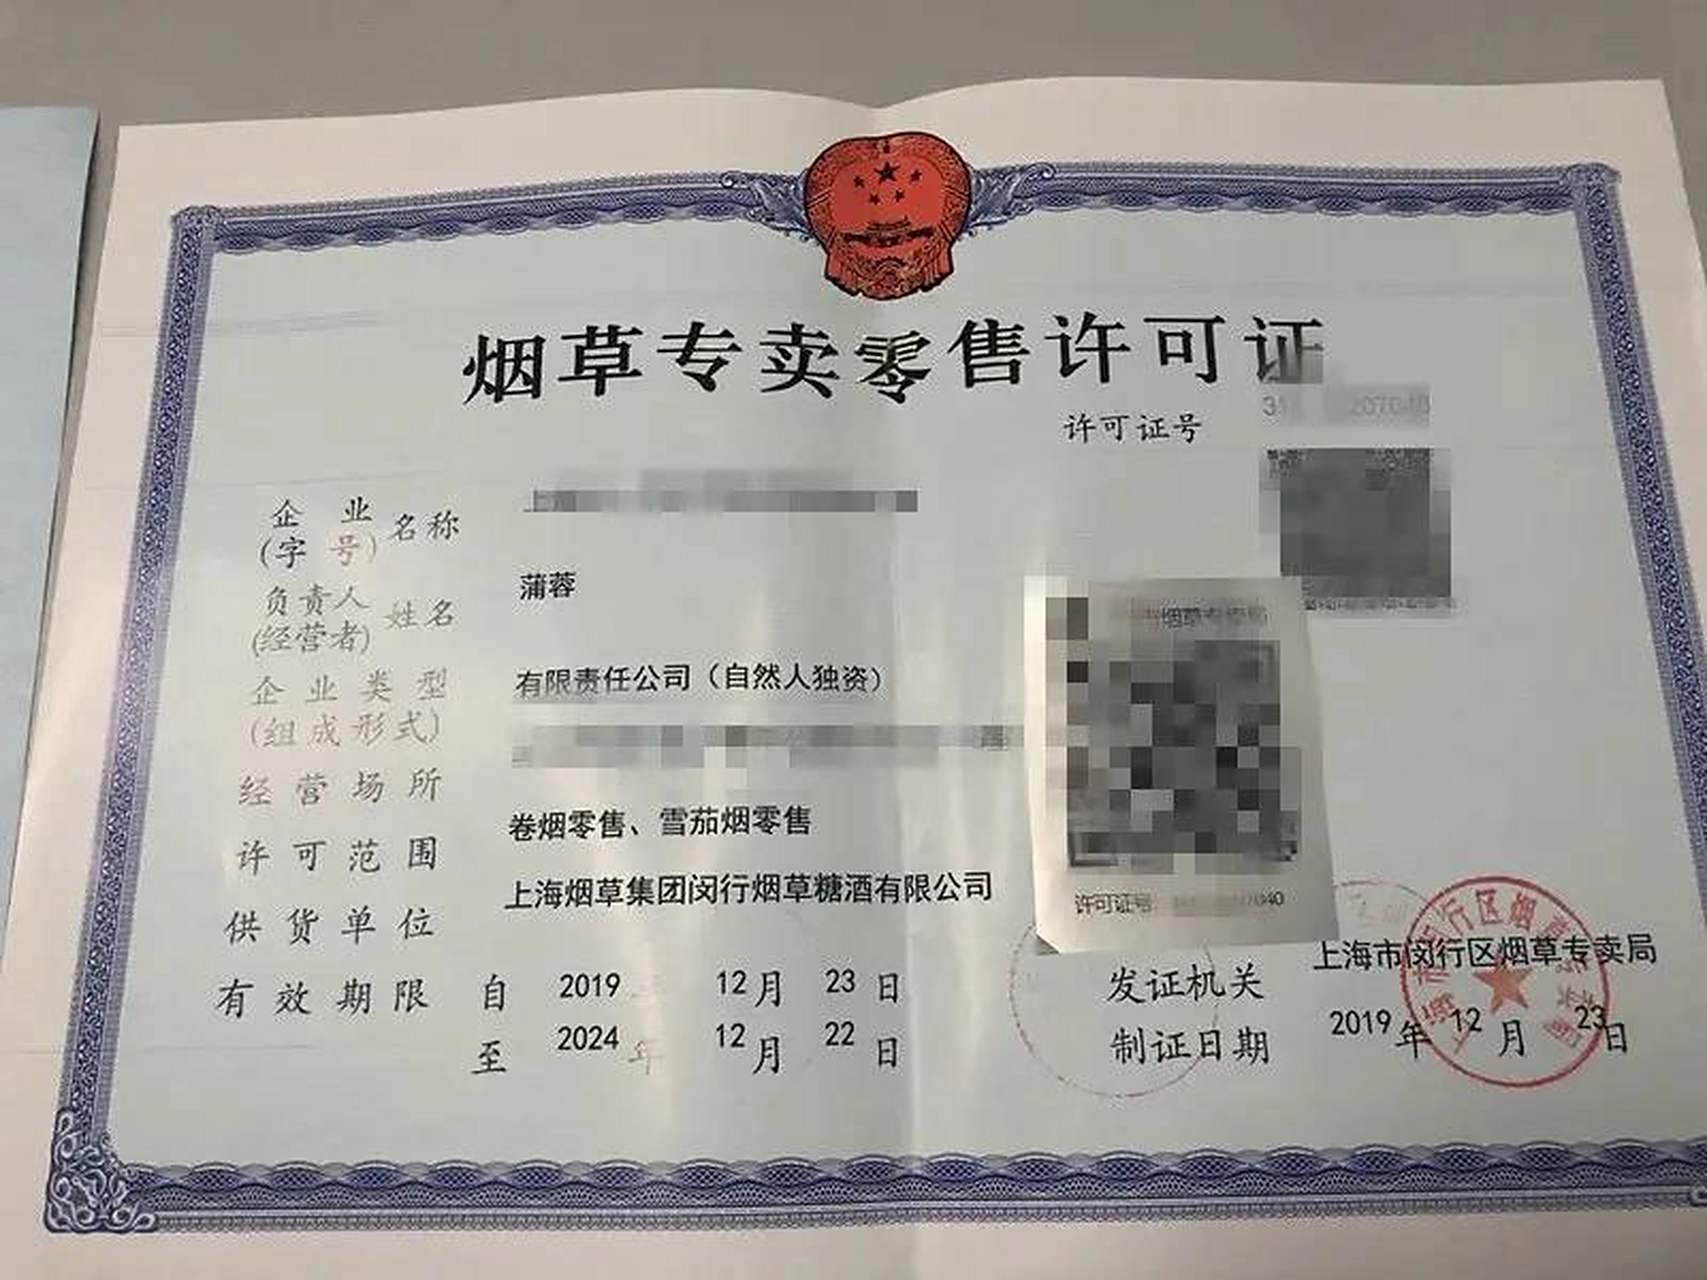 烟草专卖零售许可证
许可证号
企业(字号)名称
负责人(经营者)姓名 蒲蓉
企业类型(组成形式) 有限责任公司（自然人独资）
经营场所
许可范围 卷烟零售、雪茄烟零售
供货单位 上海烟草集团闵行烟草糖酒有限公司
有效期限 自 2019 年 12 月 23 日
至 2024 年 12 月 22 日
许可证号
发证机关 上海市闵行区烟草专卖局
制证日期 2019 年 12 月 23 日